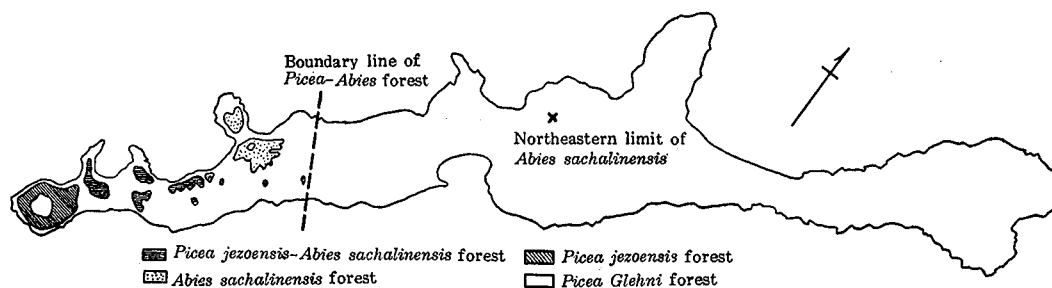 Boundary line of
Picea-Abies forest
Northeastern limit of
Abies sachalinensis
Picea jezoensis-Abies sachalinensis forest
Picea jezoensis forest
Abies sachalinensis forest
Picea Glehni forest